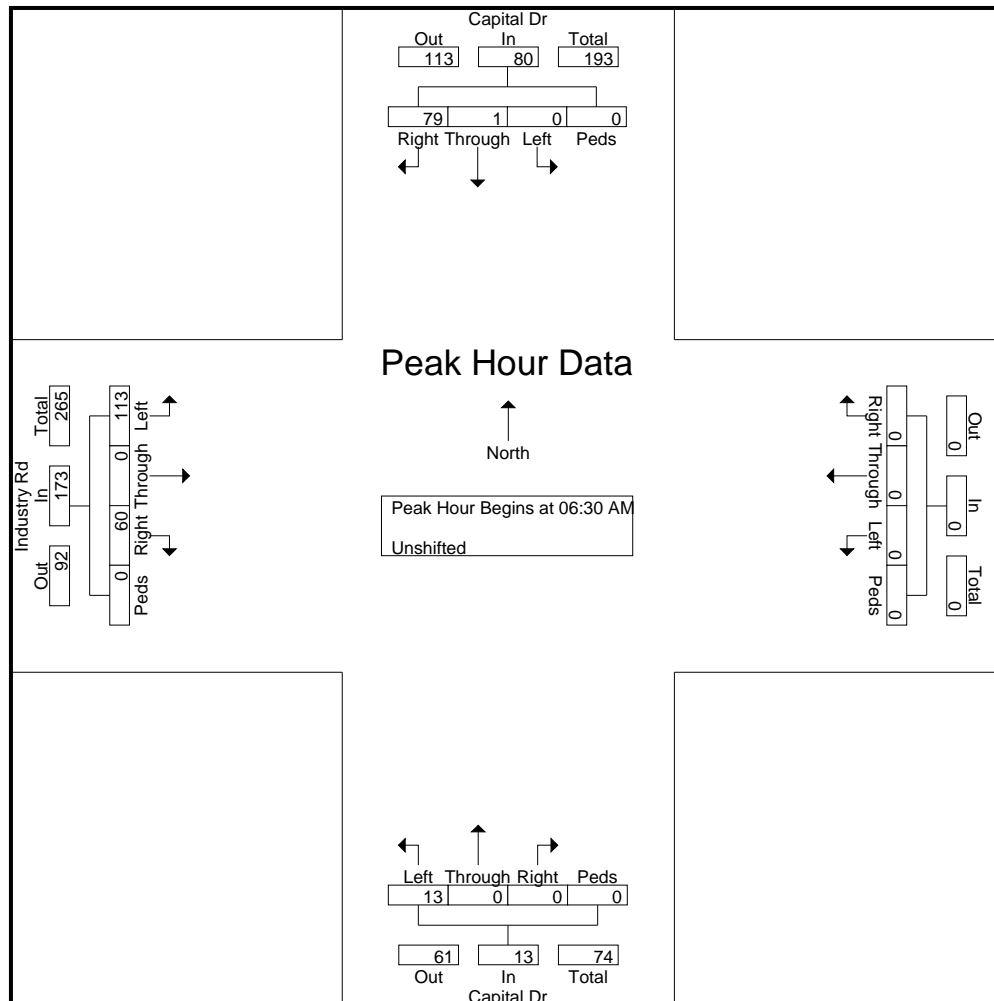 Capital Dr
Out In Total
113 80 193
79 1 0 0
Right Through Left Peds
Peak Hour Data
North
Peak Hour Begins at 06:30 AM
Unshifted
Industry Rd
Total In Out
265 173 92
113 0 60 0
Left Through Right Peds
Right Through Left Peds
0 0 0 0
Out In Total
0 0 0
Left Through Right Peds
13 0 0 0
61 13 74
Out In Total
Capital Dr